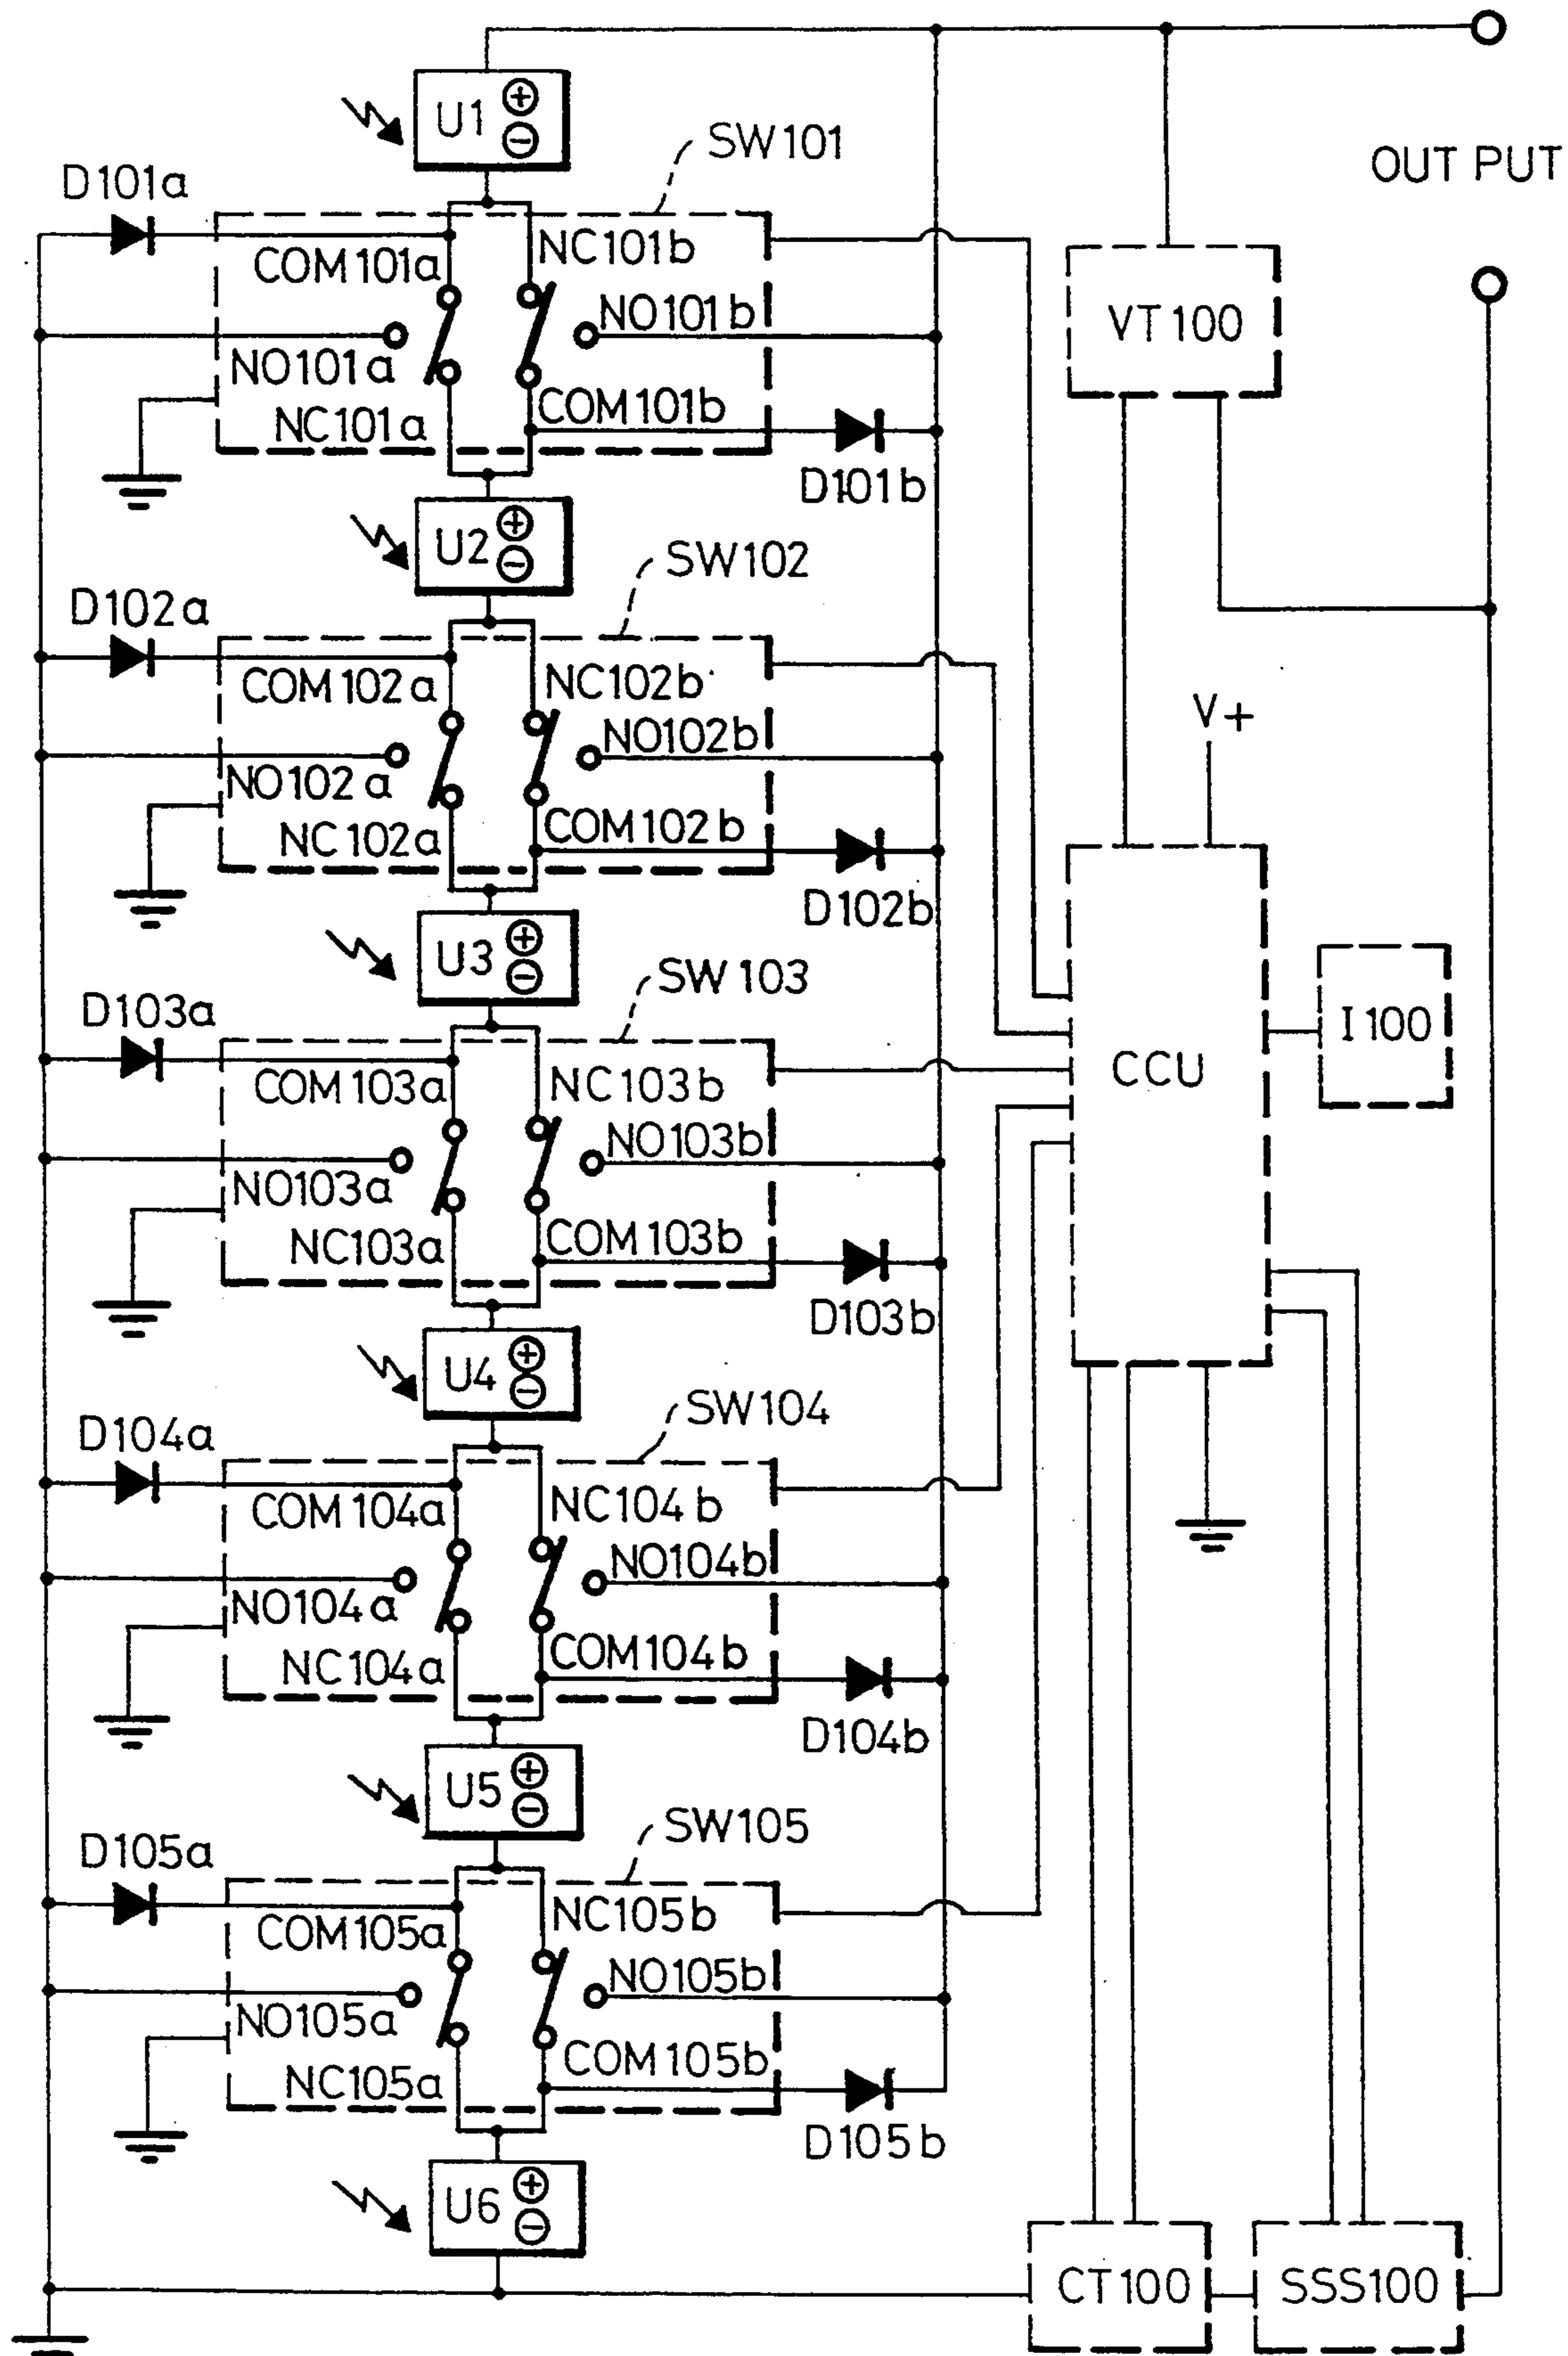 U1 ⊕
⊖
SW101
OUT PUT
D101a
COM101a
NC101b
NO101b
VT100
NO101a
COM101b
NC101a
D101b
U2 ⊕
⊖
SW102
D102a
COM102a
NC102b
V+
NO102b
NO102a
COM102b
NC102a
D102b
U3 ⊕
⊖
SW103
D103a
I100
CCU
COM103a
NC103b
NO103b
NO103a
COM103b
NC103a
D103b
U4 ⊕
⊖
SW104
D104a
COM104a
NC104b
NO104b
NO104a
COM104b
NC104a
D104b
U5 ⊕
⊖
SW105
D105a
COM105a
NC105b
NO105b
NO105a
COM105b
NC105a
D105b
U6 ⊕
⊖
CT100
SSS100